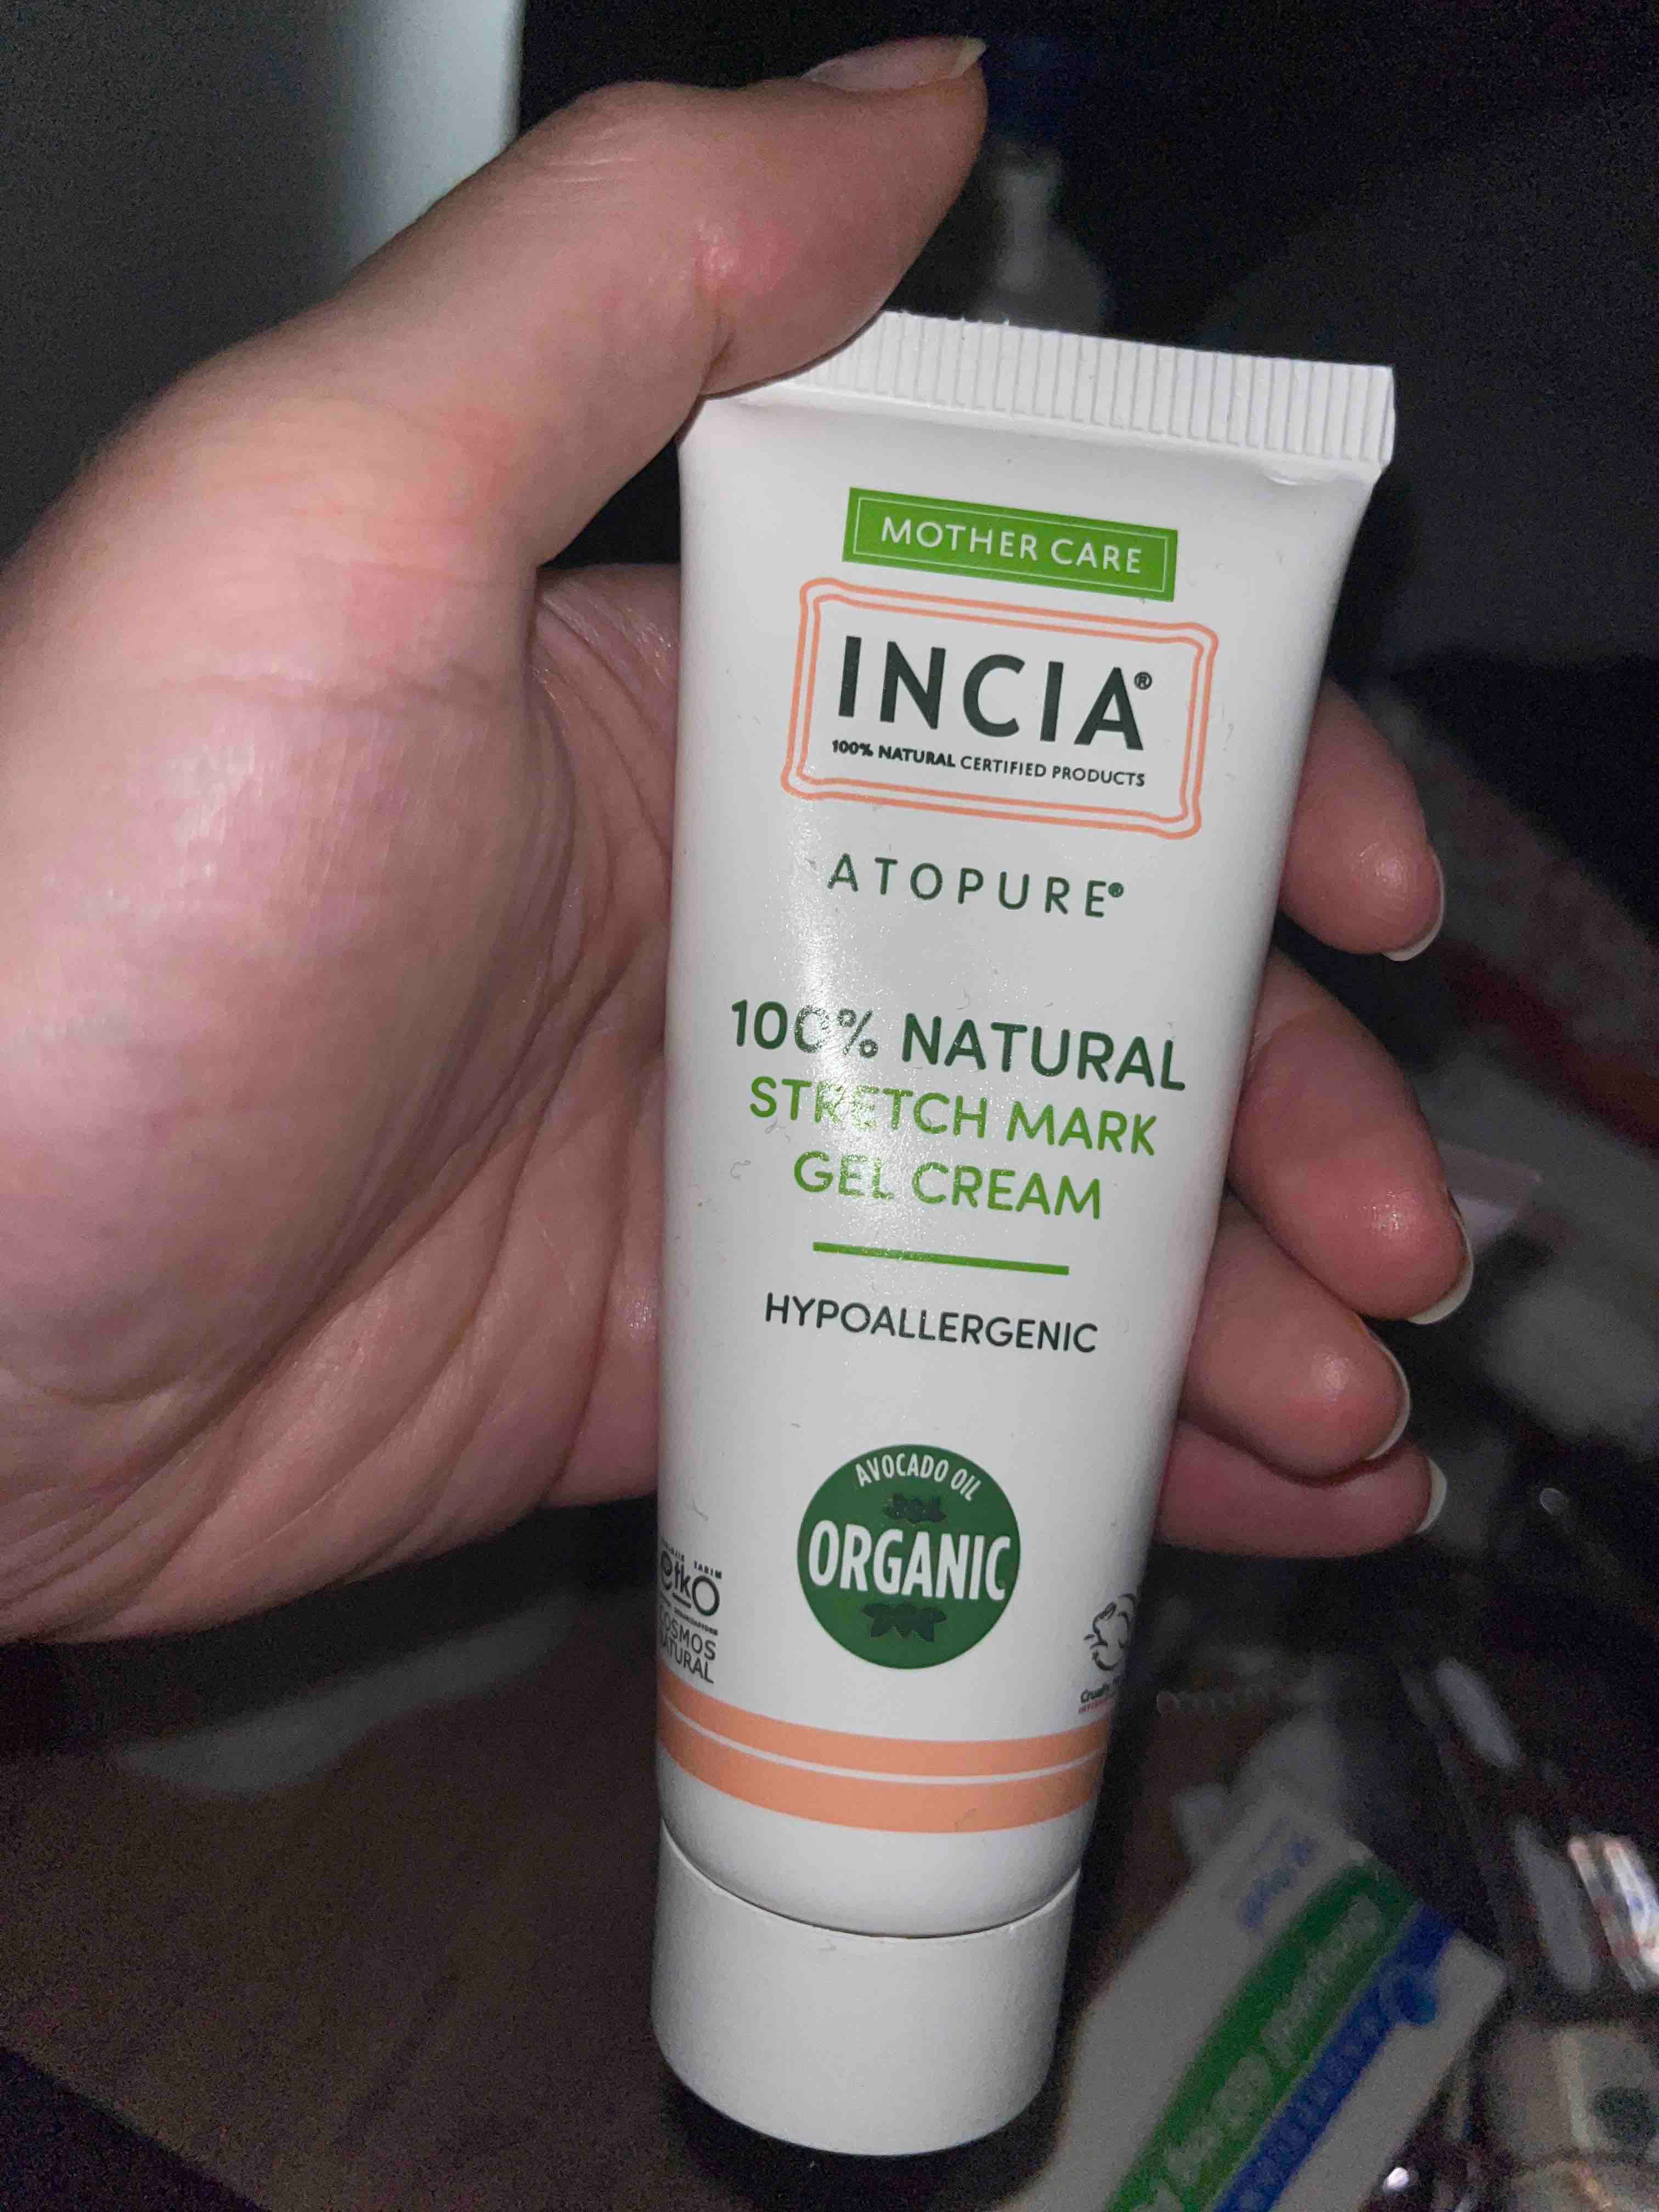 MOTHER CARE
INCIA®
100% NATURAL CERTIFIED PRODUCTS
ATOPURE®
100% NATURAL
STRETCH MARK
GEL CREAM
HYPOALLERGENIC
AVOCADO OIL
ORGANIC
etko
COSMOS
NATURAL